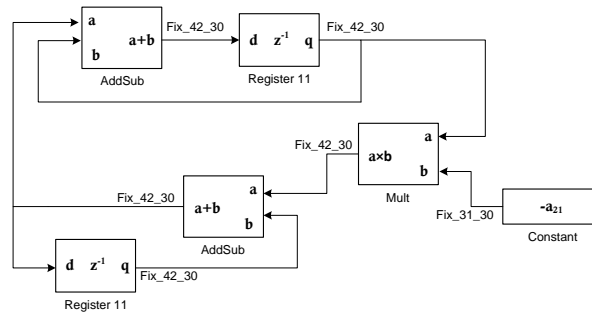 Fix_42_30
Fix_42_30
a
b
a+b
AddSub
d z⁻¹ q
Register 11
Fix_42_30
a×b
a
b
Mult
Fix_42_30
a+b
a
b
AddSub
Fix_31_30
-a₂₁
Constant
d z⁻¹ q
Fix_42_30
Register 11